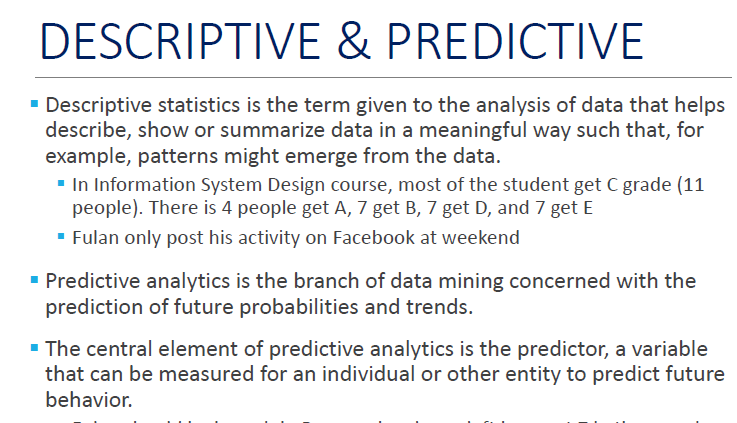 DESCRIPTIVE & PREDICTIVE
Descriptive statistics is the term given to the analysis of data that helps
describe, show or summarize data in a meaningful way such that, for
example, patterns might emerge from the data.
In Information System Design course, most of the student get C grade (11
people). There is 4 people get A, 7 get B, 7 get D, and 7 get E
Fulan only post his activity on Facebook at weekend
Predictive analytics is the branch of data mining concerned with the
prediction of future probabilities and trends.
The central element of predictive analytics is the predictor, a variable
that can be measured for an individual or other entity to predict future
behavior.